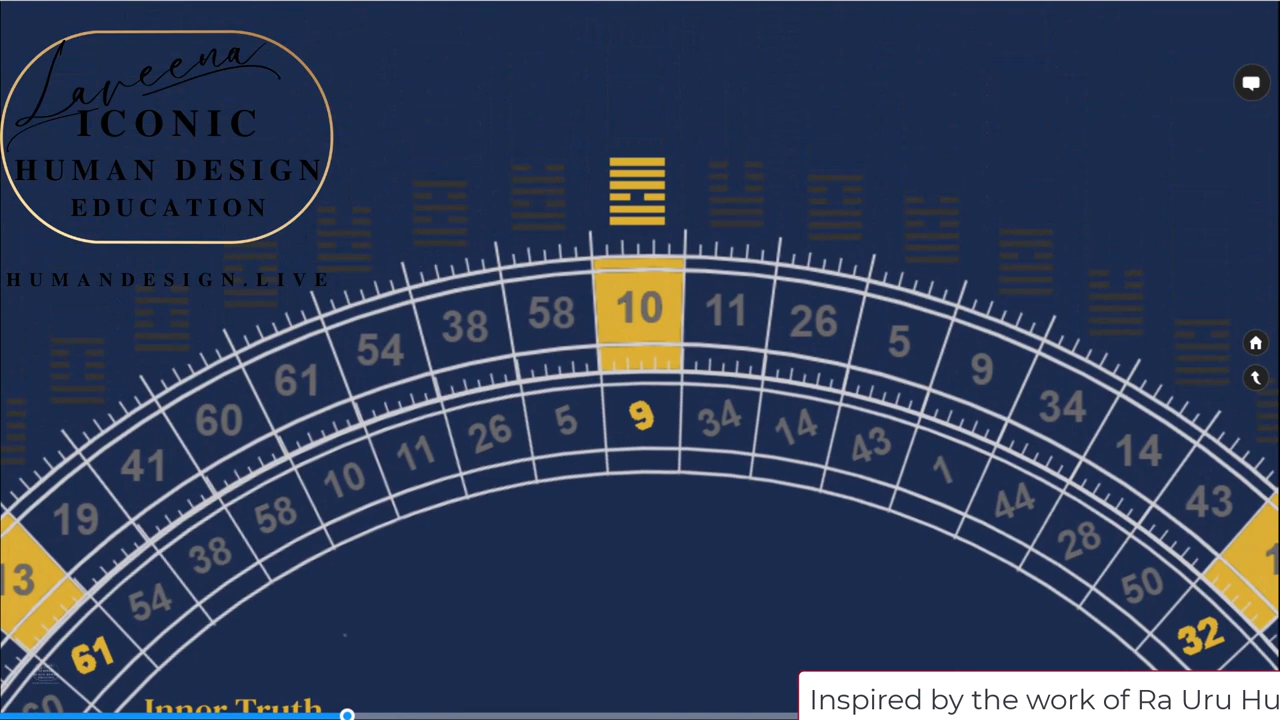 Laveena
ICONIC
HUMAN DESIGN
EDUCATION
HUMANDESIGN.LIVE
19 41 60 61 54 38 58 10 11 26 5 9 34 14 43
61 54 38 58 10 11 26 5 9 34 14 43 1 44 28 50 32
13
60
Inner Truth
Inspired by the work of Ra Uru Hu